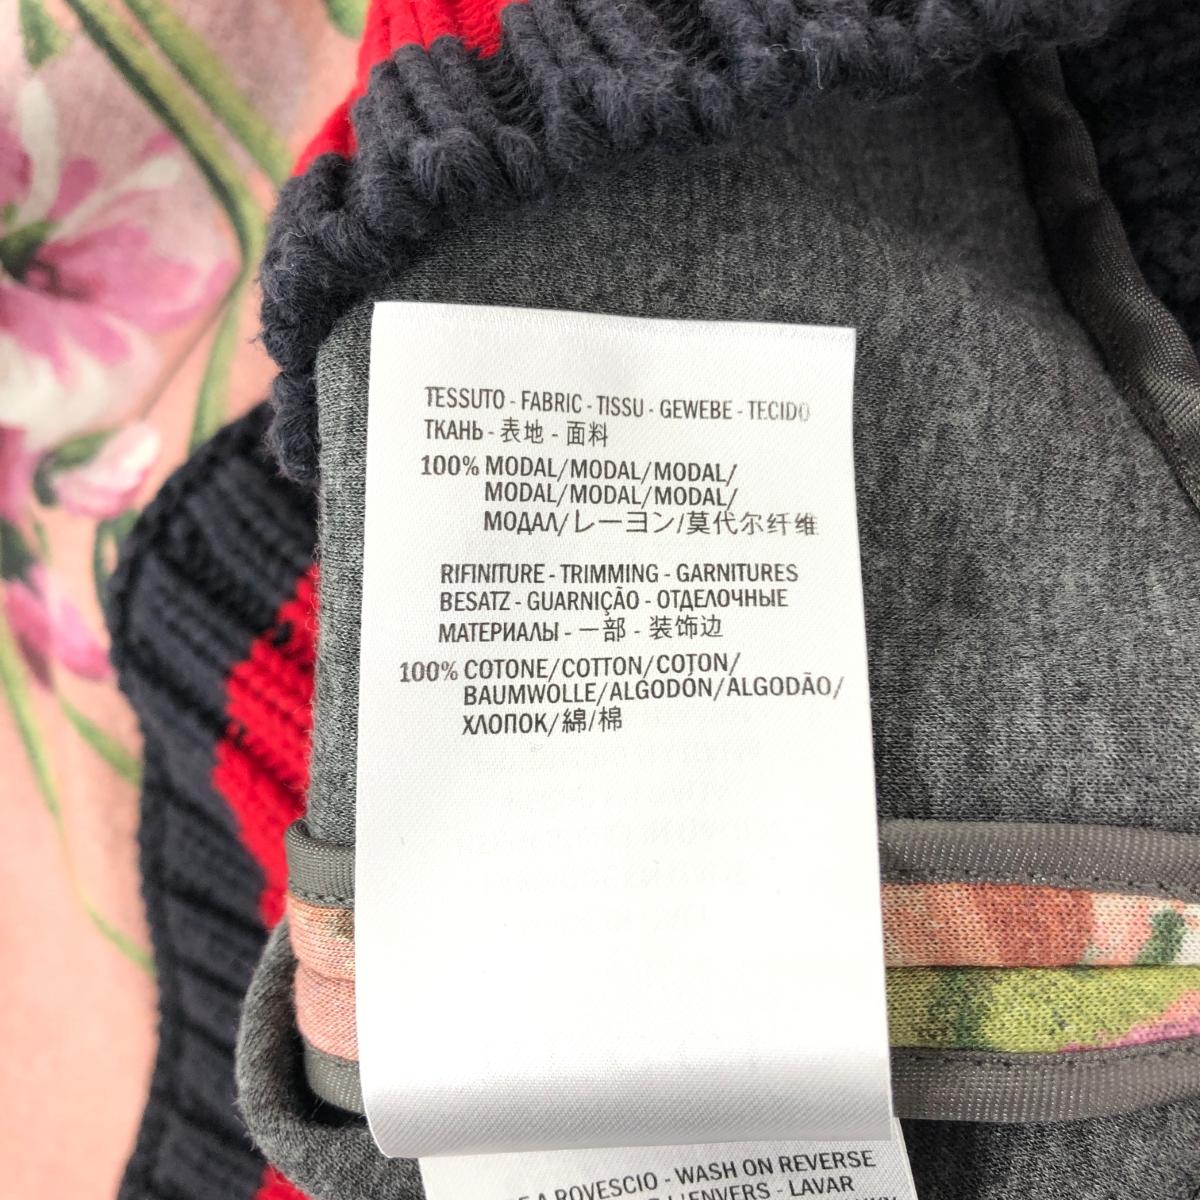 TESSUTO - FABRIC - TISSU - GEWEBE - TECIDO
ТКАНЬ - 表地 - 面料
100% MODAL/MODAL/MODAL/
MODAL/MODAL/MODAL/
МОДАЛ/レーヨン/莫代尔纤维
RIFINITURE - TRIMMING - GARNITURES
BESATZ - GUARNIÇÃO - ОТДЕЛОЧНЫЕ
МАТЕРИАЛЫ - 一部 - 装饰边
100% COTONE/COTTON/COTON/
BAUMWOLLE/ALGODÓN/ALGODÃO/
ХЛОПОК/綿/棉
A ROVESCIO - WASH ON REVERSE
L'ENVERS - LAVAR